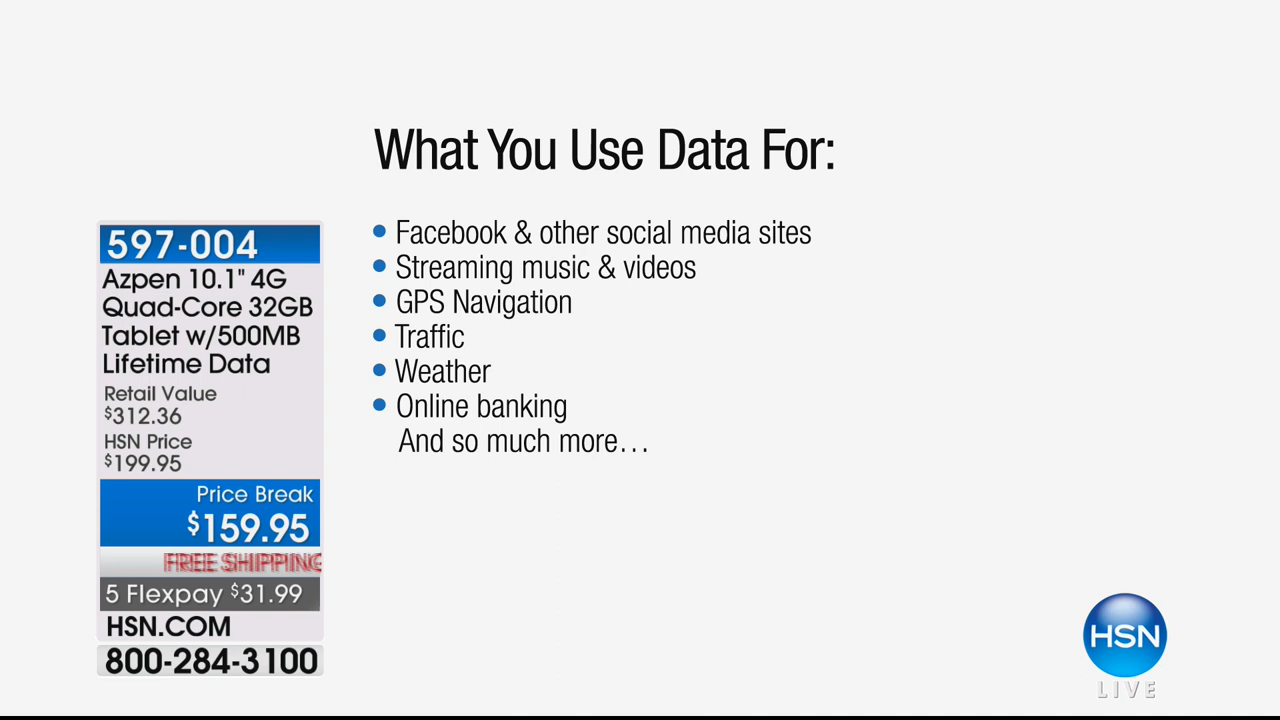 What You Use Data For:
• Facebook & other social media sites
• Streaming music & videos
• GPS Navigation
• Traffic
• Weather
• Online banking
And so much more...
597-004
Azpen 10.1" 4G
Quad-Core 32GB
Tablet w/500MB
Lifetime Data
Retail Value
$312.36
HSN Price
$199.95
Price Break
$159.95
FREE SHIPPING
5 Flexpay $31.99
HSN.COM
800-284-3100
HSN
LIVE